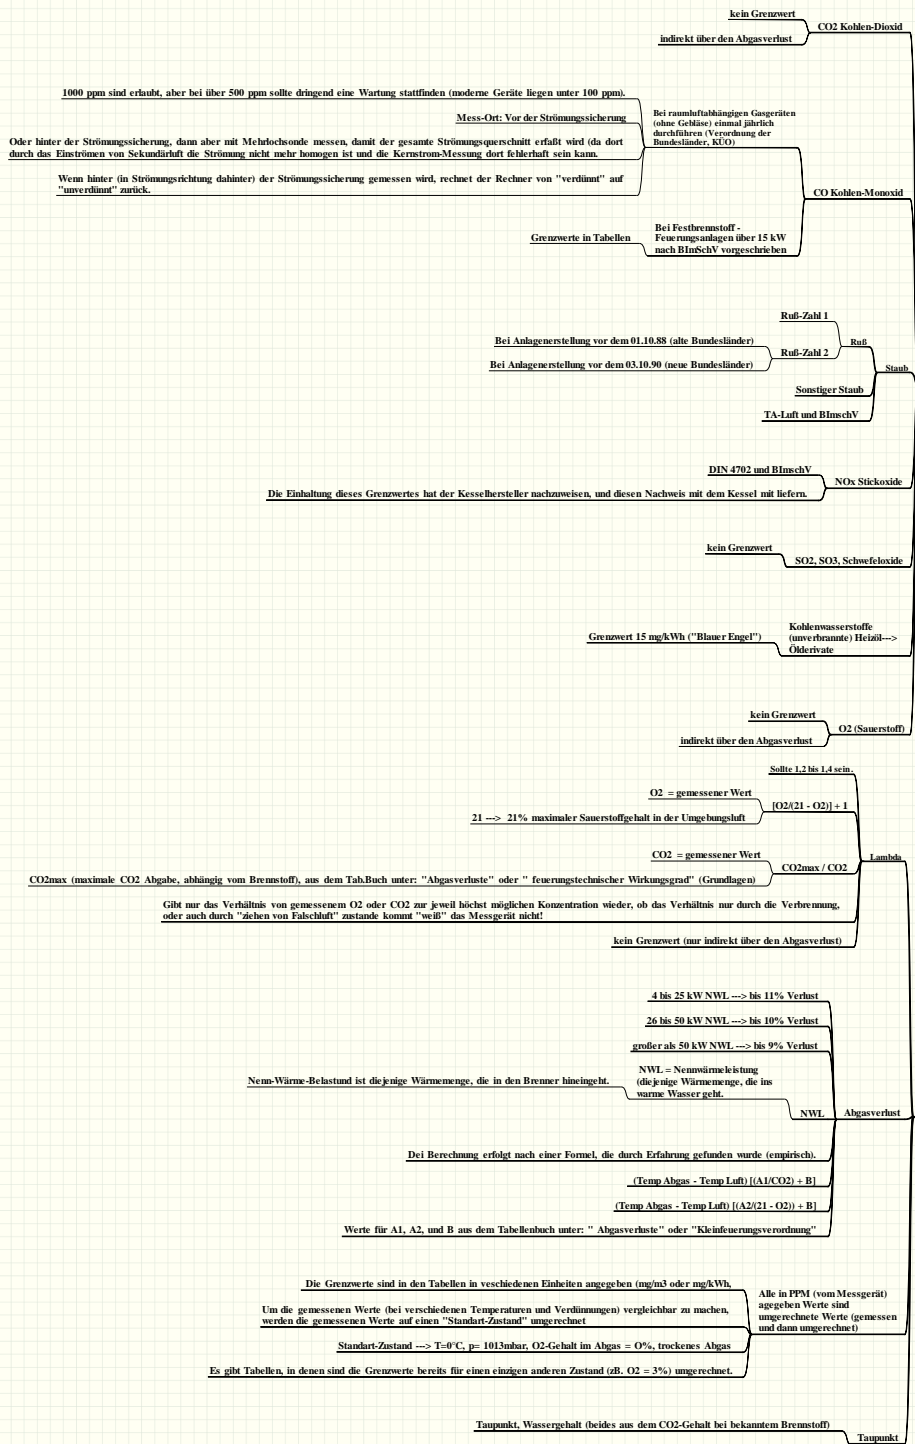 kein Grenzwert
CO2 Kohlen-Dioxid
indirekt über den Abgasverlust
1000 ppm sind erlaubt, aber bei über 500 ppm sollte dringend eine Wartung stattfinden (moderne Geräte liegen unter 100 ppm).
Mess-Ort: Vor der Strömungssicherung
Oder hinter der Strömungssicherung, dann aber mit Mehrlochsonde messen, damit der gesamte Strömungsquerschnitt erfaßt wird (da dort
durch das Einströmen von Sekundärluft die Strömung nicht mehr homogen ist und die Kernstrom-Messung dort fehlerhaft sein kann.
Wenn hinter (in Strömungsrichtung dahinter) der Strömungssicherung gemessen wird, rechnet der Rechner von "verdünnt" auf
"unverdünnt" zurück.
Bei raumluftabhängigen Gasgeräten
(ohne Gebläse) einmal jährlich
durchführen (Verordnung der
Bundesländer, KÜO)
CO Kohlen-Monoxid
Grenzwerte in Tabellen
Bei Festbrennstoff -
Feuerungsanlagen über 15 kW
nach BImSchV vorgeschrieben
Ruß-Zahl 1
Bei Anlagenerstellung vor dem 01.10.88 (alte Bundesländer)
Bei Anlagenerstellung vor dem 03.10.90 (neue Bundesländer)
Ruß-Zahl 2
Ruß
Staub
Sonstiger Staub
TA-Luft und BImschV
DIN 4702 und BImschV
NOx Stickoxide
Die Einhaltung dieses Grenzwertes hat der Kesselhersteller nachzuweisen, und diesen Nachweis mit dem Kessel mit liefern.
kein Grenzwert
SO2, SO3, Schwefeloxide
Grenzwert 15 mg/kWh ("Blauer Engel")
Kohlenwasserstoffe
(unverbrannte) Heizöl--->
Ölderivate
kein Grenzwert
O2 (Sauerstoff)
indirekt über den Abgasverlust
Sollte 1,2 bis 1,4 sein.
O2 = gemessener Wert
[O2/(21 - O2)] + 1
21 ---> 21% maximaler Sauerstoffgehalt in der Umgebungsluft
Lambda
CO2 = gemessener Wert
CO2max / CO2
CO2max (maximale CO2 Abgabe, abhängig vom Brennstoff), aus dem Tab.Buch unter: "Abgasverluste" oder " feuerungstechnischer Wirkungsgrad" (Grundlagen)
Gibt nur das Verhältnis von gemessenem O2 oder CO2 zur jeweil höchst möglichen Konzentration wieder, ob das Verhältnis nur durch die Verbrennung,
oder auch durch "ziehen von Falschluft" zustande kommt "weiß" das Messgerät nicht!
kein Grenzwert (nur indirekt über den Abgasverlust)
4 bis 25 kW NWL ---> bis 11% Verlust
26 bis 50 kW NWL ---> bis 10% Verlust
großer als 50 kW NWL ---> bis 9% Verlust
Nenn-Wärme-Belastund ist diejenige Wärmemenge, die in den Brenner hineingeht.
NWL = Nennwärmeleistung
(diejenige Wärmemenge, die ins
warme Wasser geht.
NWL
Abgasverlust
Dei Berechnung erfolgt nach einer Formel, die durch Erfahrung gefunden wurde (empirisch).
(Temp Abgas - Temp Luft) [(A1/CO2) + B]
(Temp Abgas - Temp Luft) [(A2/(21 - O2)) + B]
Werte für A1, A2, und B aus dem Tabellenbuch unter: " Abgasverluste" oder "Kleinfeuerungsverordnung"
Die Grenzwerte sind in den Tabellen in veschiedenen Einheiten angegeben (mg/m3 oder mg/kWh,
Um die gemessenen Werte (bei verschiedenen Temperaturen und Verdünnungen) vergleichbar zu machen,
werden die gemessenen Werte auf einen "Standart-Zustand" umgerechnet
Standart-Zustand ---> T=0°C, p= 1013mbar, O2-Gehalt im Abgas = O%, trockenes Abgas
Es gibt Tabellen, in denen sind die Grenzwerte bereits für einen einzigen anderen Zustand (zB. O2 = 3%) umgerechnet.
Alle in PPM (vom Messgerät)
agegeben Werte sind
umgerechnete Werte (gemessen
und dann umgerechnet)
Taupunkt, Wassergehalt (beides aus dem CO2-Gehalt bei bekanntem Brennstoff)
Taupunkt